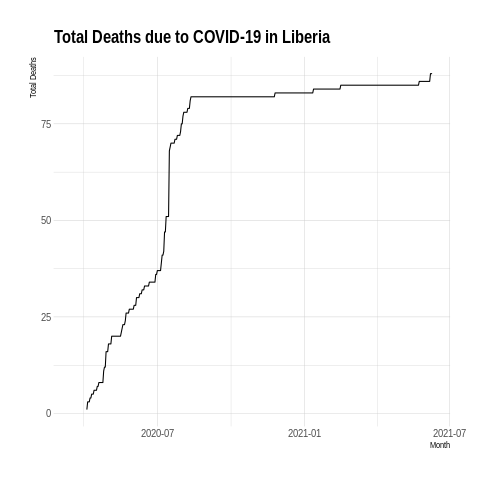 Total Deaths due to COVID-19 in Liberia
Total Deaths
75
50
25
0
2020-07
2021-01
2021-07
Month